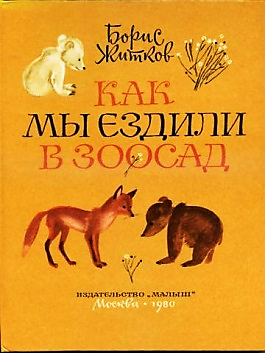 Борис
Житков
КАК
МЫ ЕЗДИЛИ
В ЗООСАД
ИЗДАТЕЛЬСТВО „МАЛЫШ"
Москва • 1980